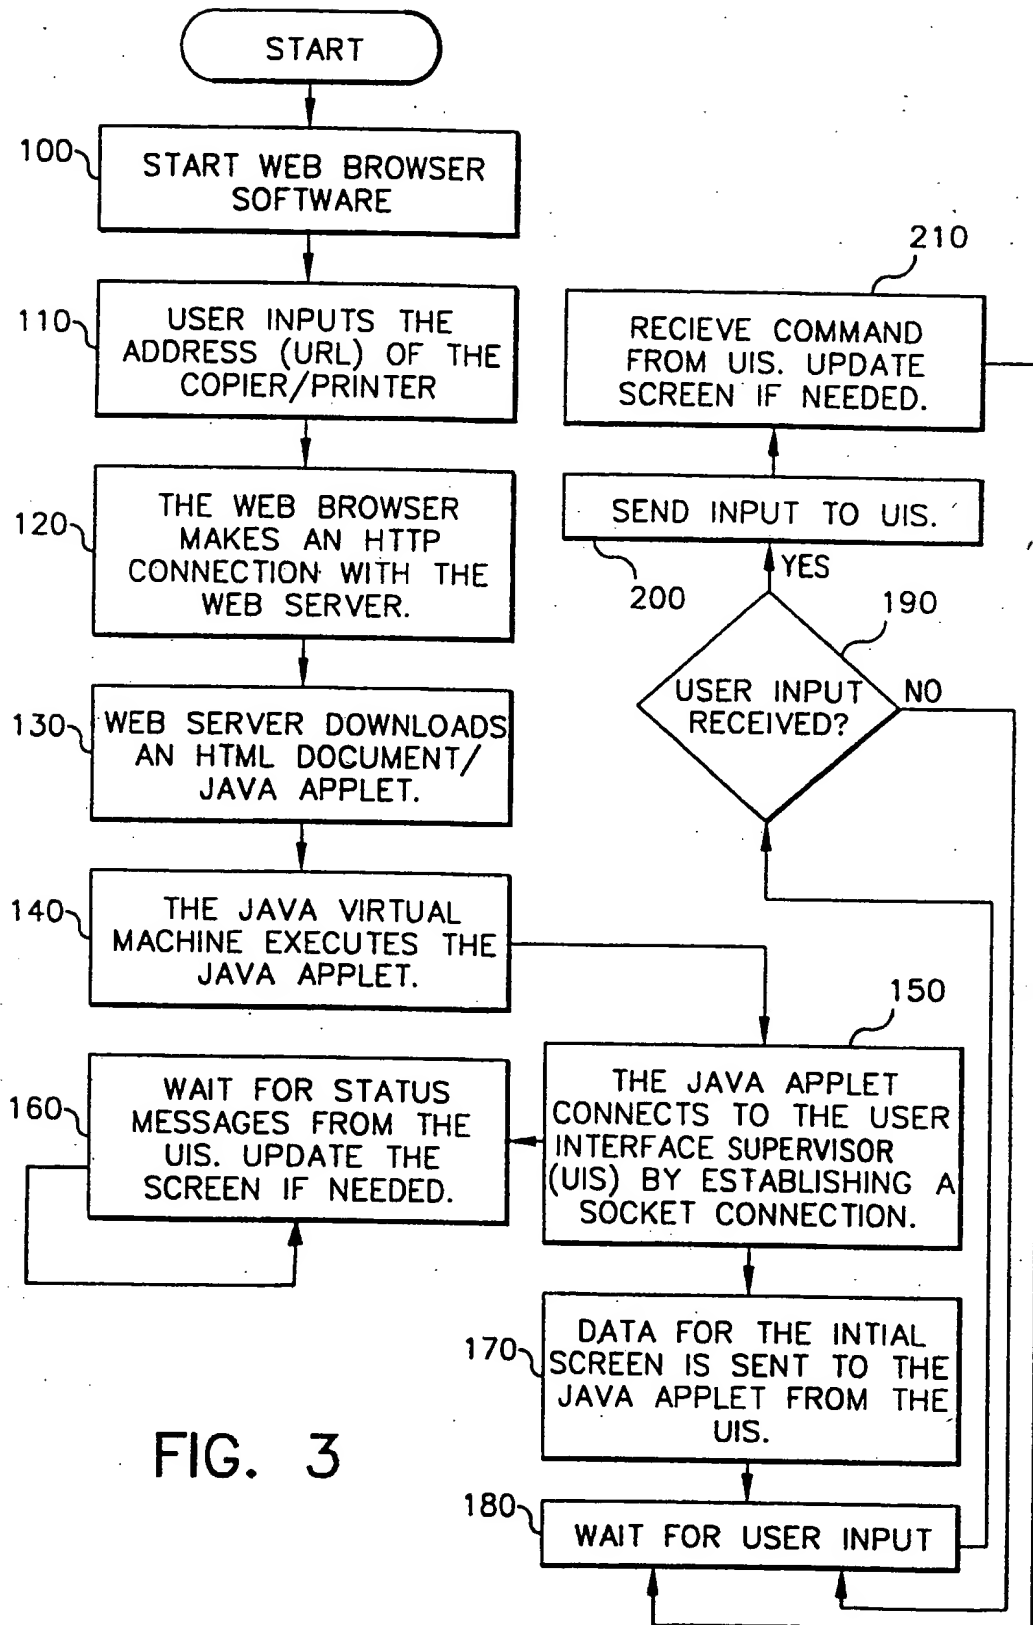 START
100
START WEB BROWSER
SOFTWARE
110
USER INPUTS THE
ADDRESS (URL) OF THE
COPIER/PRINTER
120
THE WEB BROWSER
MAKES AN HTTP
CONNECTION WITH THE
WEB SERVER.
130
WEB SERVER DOWNLOADS
AN HTML DOCUMENT/
JAVA APPLET.
140
THE JAVA VIRTUAL
MACHINE EXECUTES THE
JAVA APPLET.
150
THE JAVA APPLET
CONNECTS TO THE USER
INTERFACE SUPERVISOR
(UIS) BY ESTABLISHING A
SOCKET CONNECTION.
160
WAIT FOR STATUS
MESSAGES FROM THE
UIS. UPDATE THE
SCREEN IF NEEDED.
170
DATA FOR THE INTIAL
SCREEN IS SENT TO THE
JAVA APPLET FROM THE
UIS.
180
WAIT FOR USER INPUT
190
USER INPUT
RECEIVED?
NO
YES
200
SEND INPUT TO UIS.
210
RECIEVE COMMAND
FROM UIS. UPDATE
SCREEN IF NEEDED.
FIG. 3